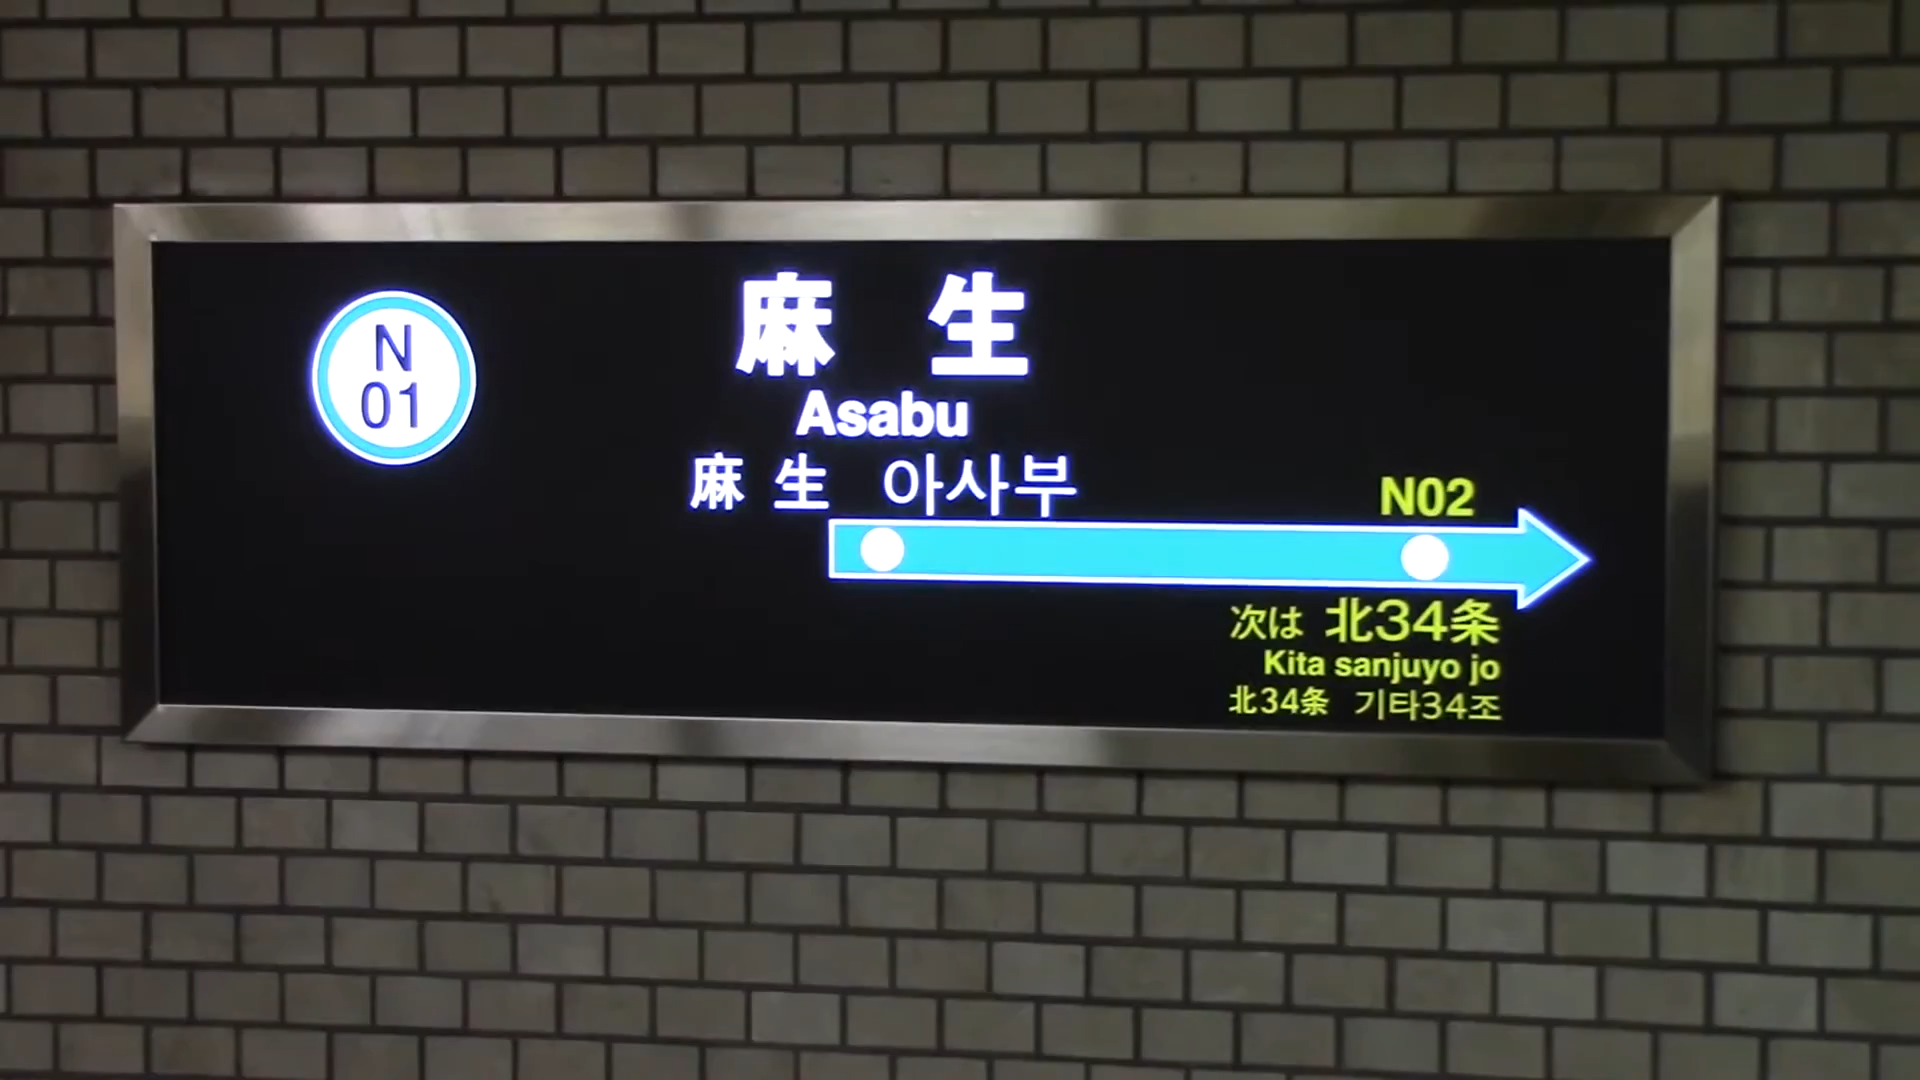 N
01
麻生
Asabu
麻生 아사부
N02
次は 北34条
Kita sanjuyo jo
北34条 기타34조